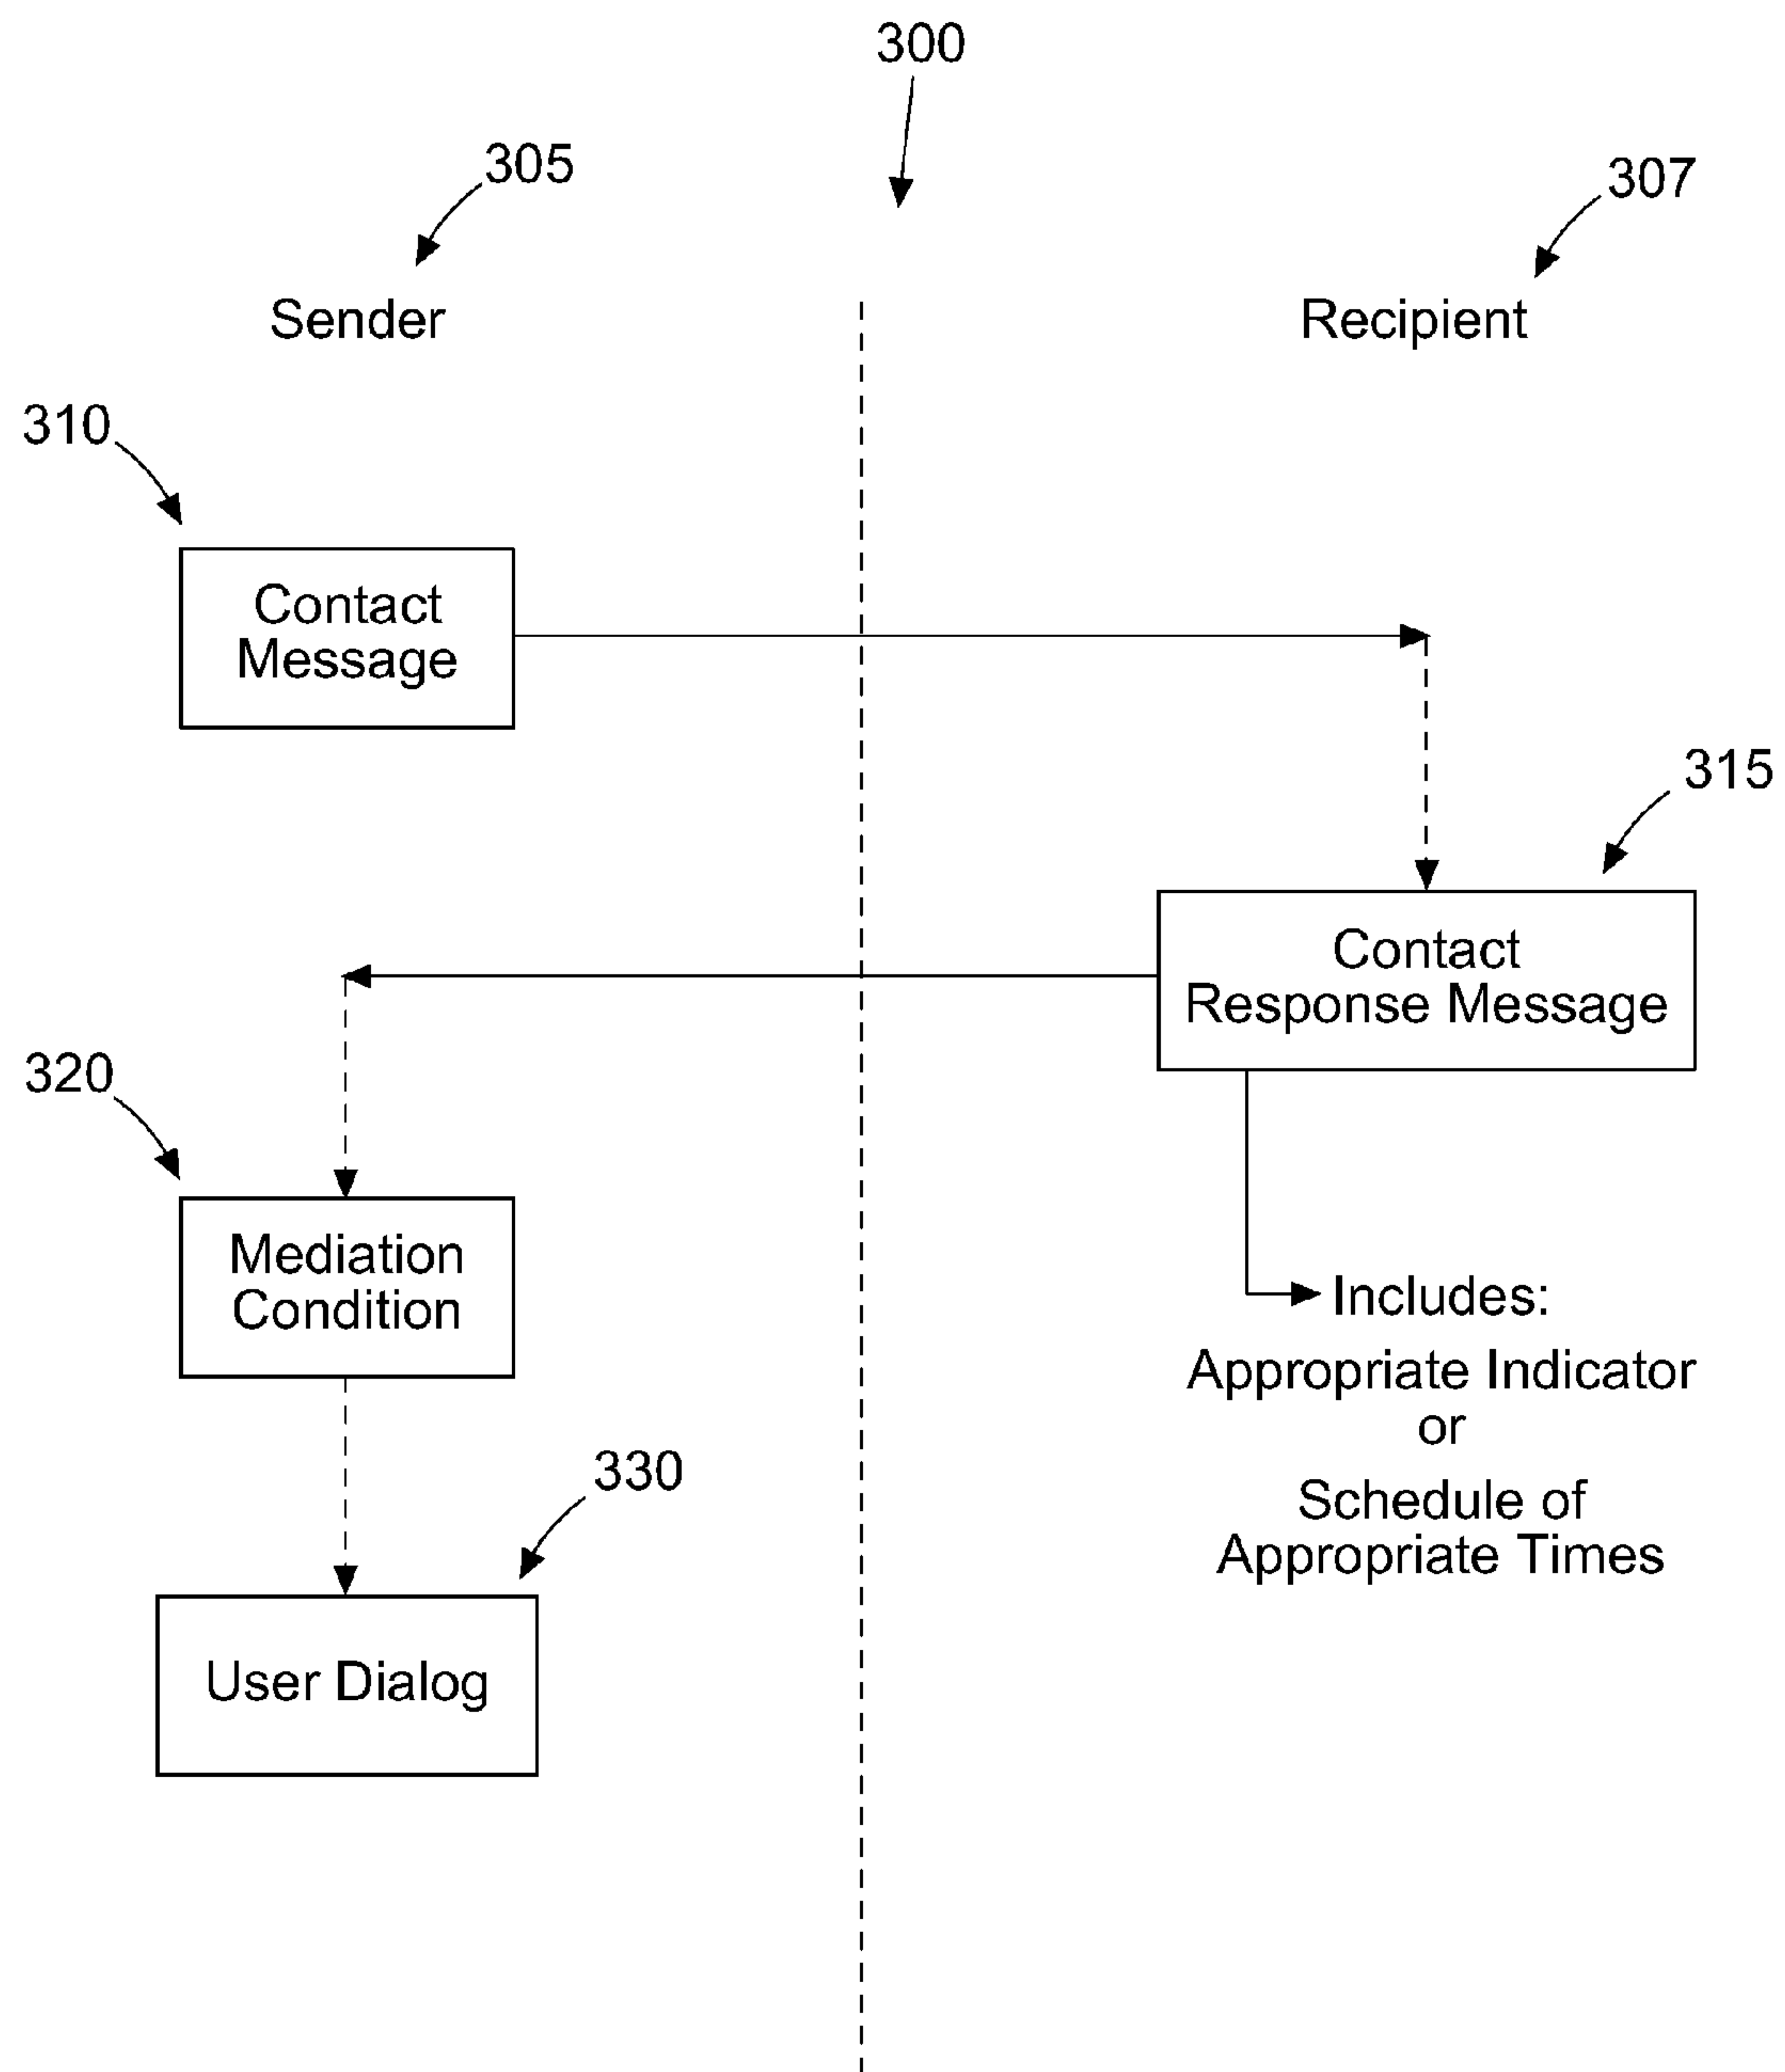 300
305
307
Sender
Recipient
310
Contact
Message
315
Contact
Response Message
320
Mediation
Condition
Includes:
Appropriate Indicator
or
Schedule of
Appropriate Times
330
User Dialog